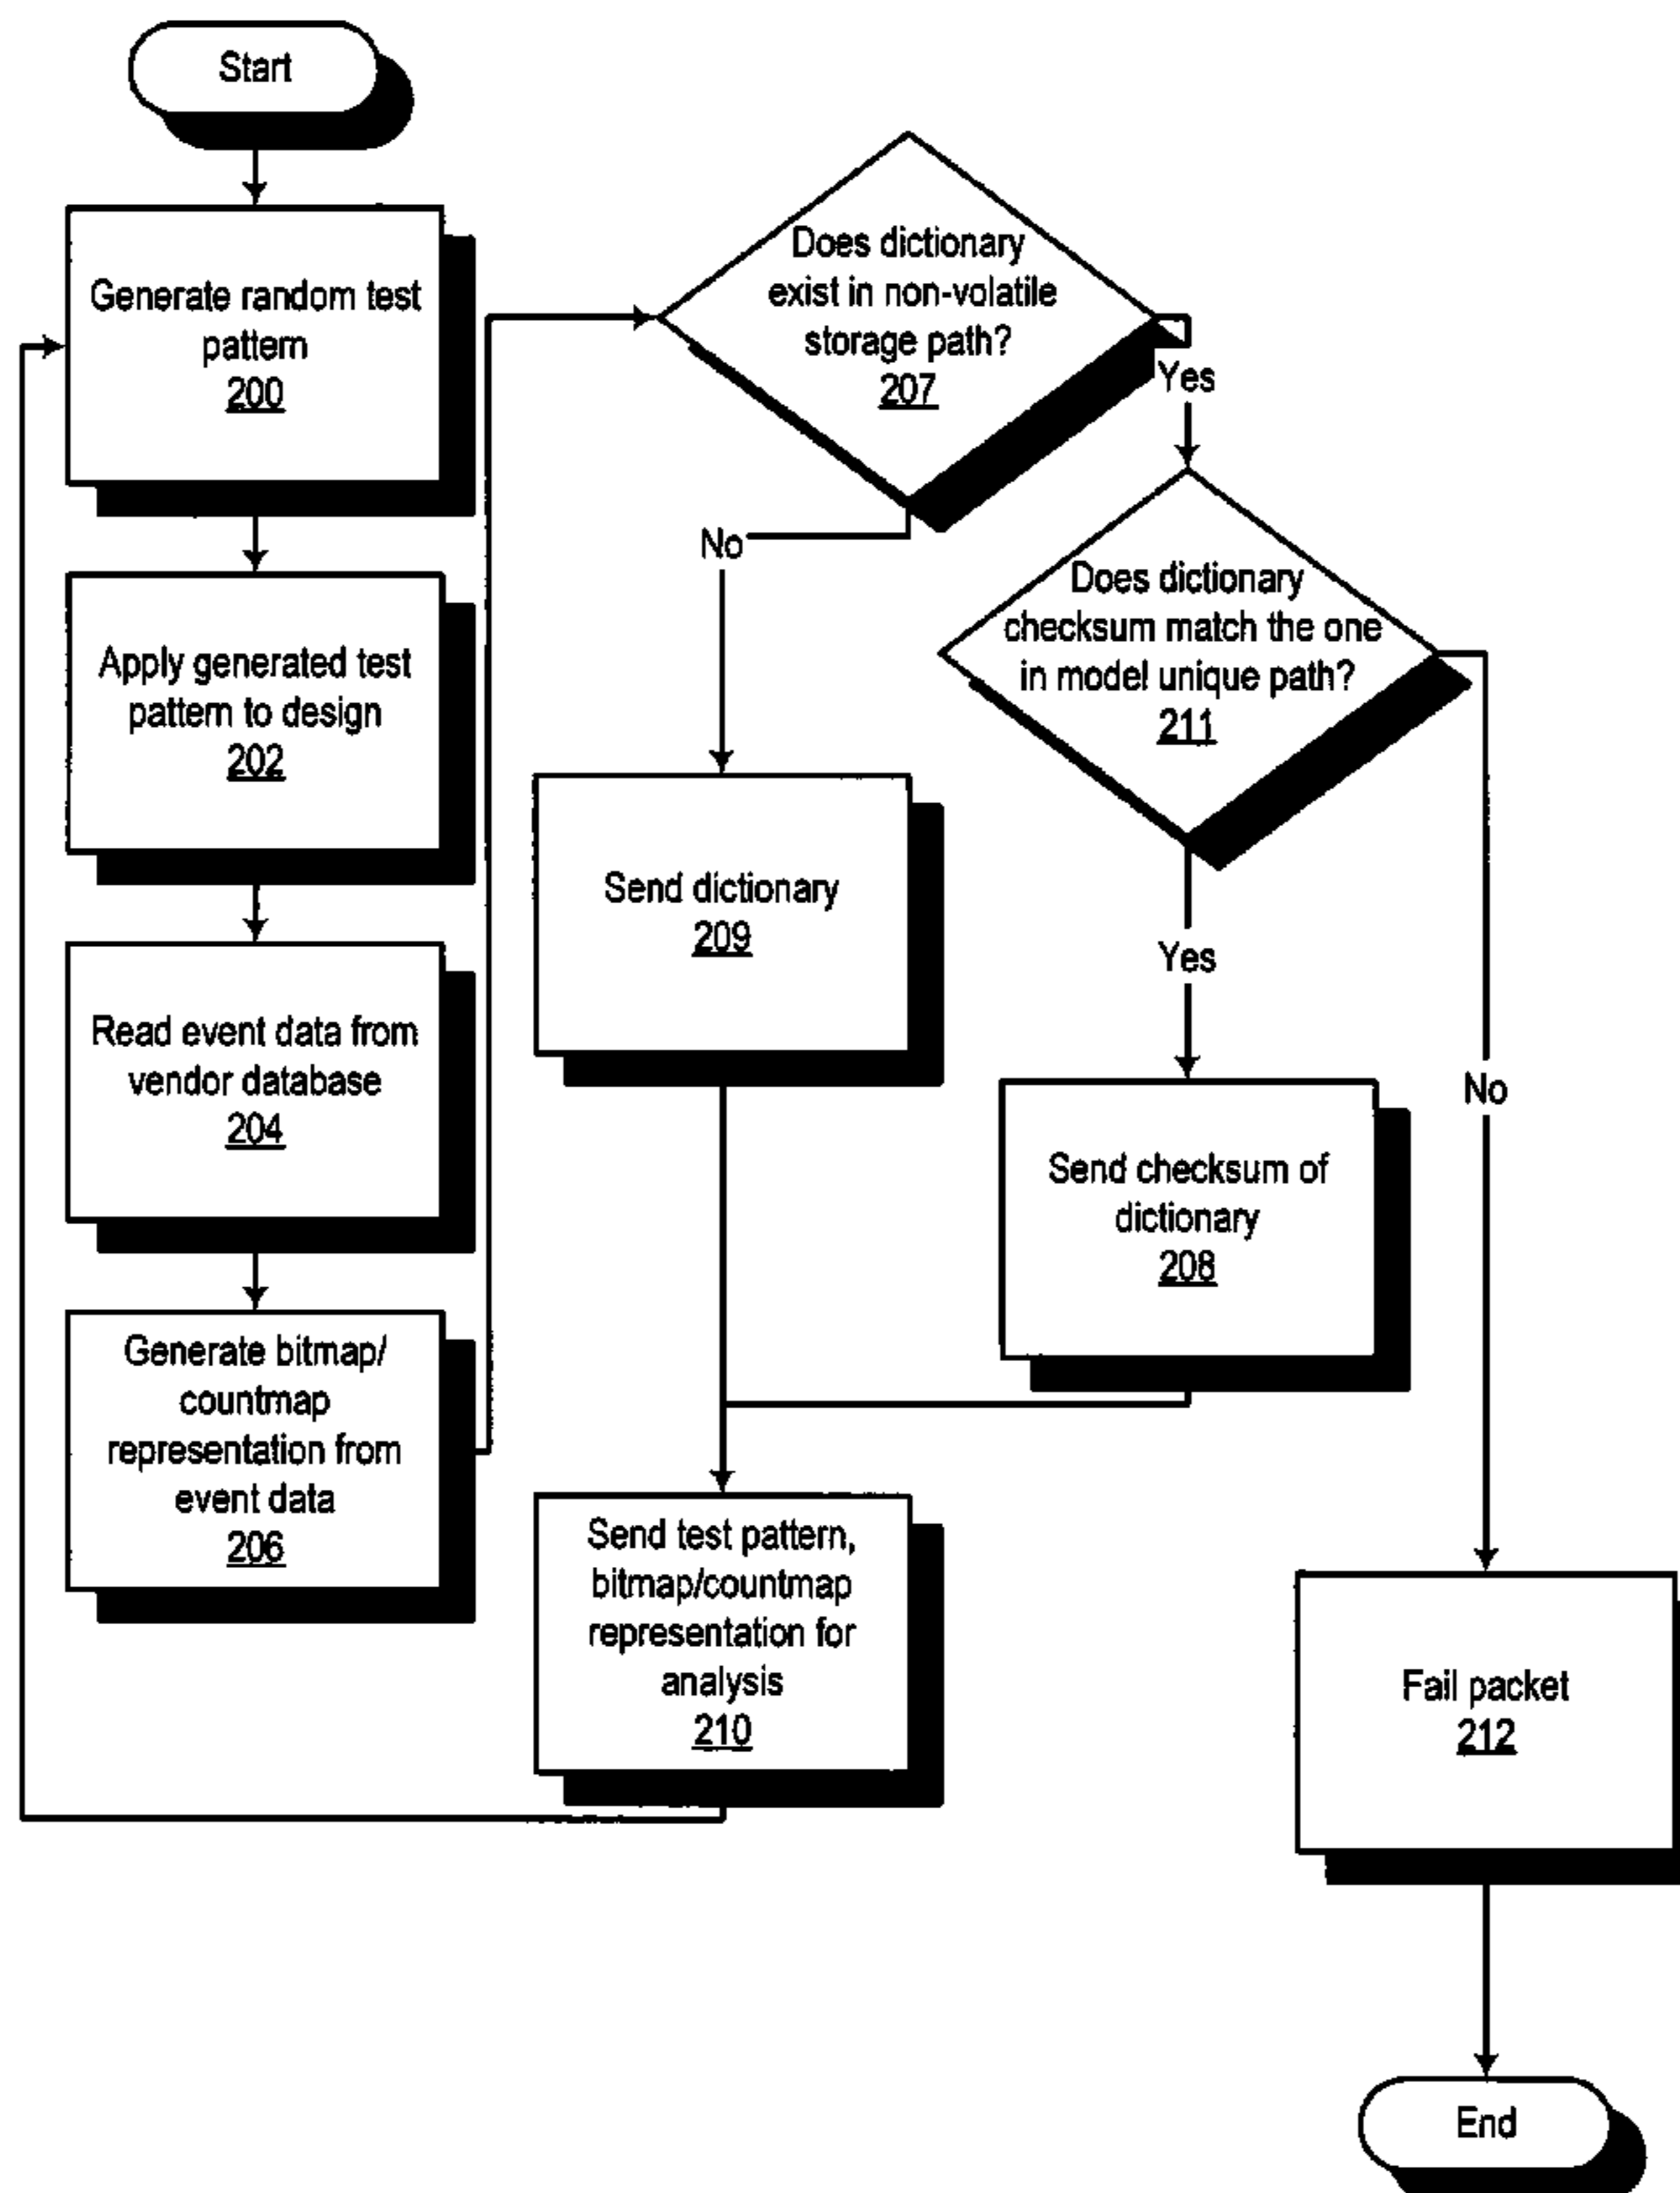 Start
Generate random test
pattern
200
Apply generated test
pattern to design
202
Read event data from
vendor database
204
Generate bitmap/
countmap
representation from
event data
206
Does dictionary
exist in non-volatile
storage path?
207
Yes
No
Does dictionary
checksum match the one
in model unique path?
211
Send dictionary
209
Yes
No
Send checksum of
dictionary
208
Send test pattern,
bitmap/countmap
representation for
analysis
210
Fail packet
212
End